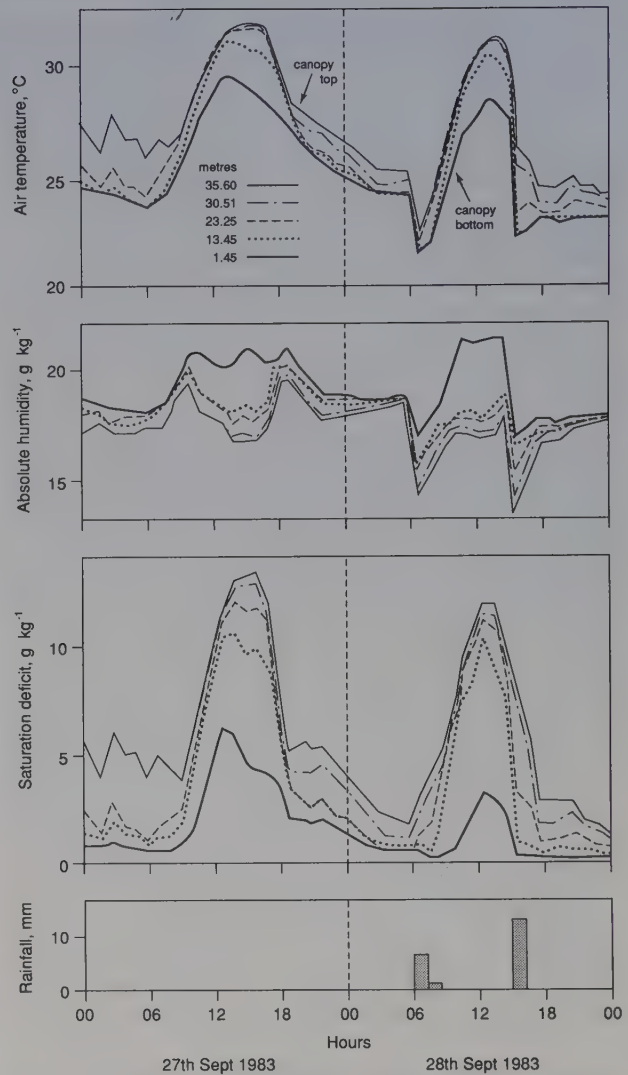 Air temperature, °C
30
25
20
canopy top
metres
35.60
30.51
23.25
13.45
1.45
canopy bottom
Absolute humidity, g kg⁻¹
20
15
Saturation deficit, g kg⁻¹
10
5
0
Rainfall, mm
10
0
00 06 12 18 00 06 12 18 00
Hours
27th Sept 1983 28th Sept 1983